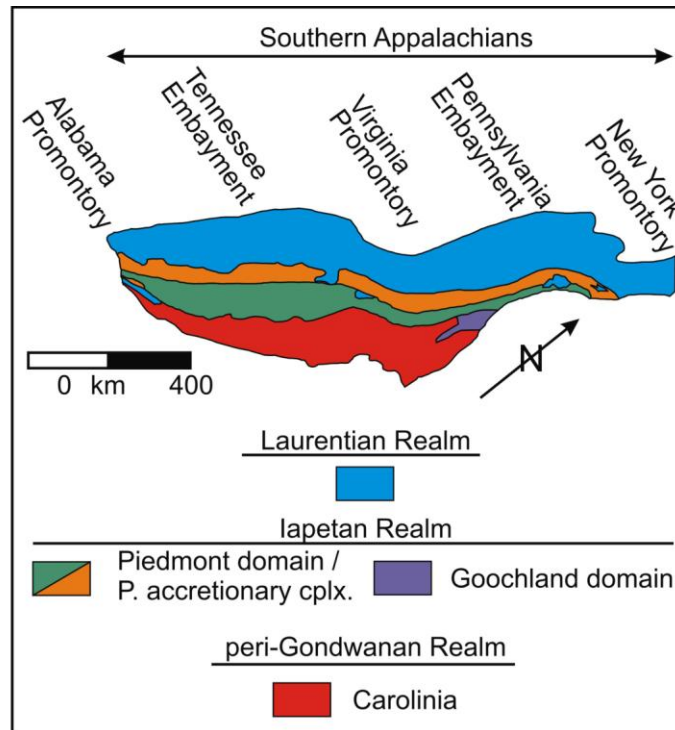 Southern Appalachians
Alabama
Promontory
Tennessee
Embayment
Virginia
Promontory
Pennsylvania
Embayment
New York
Promontory
0 km 400
N
Laurentian Realm
Iapetan Realm
Piedmont domain /
P. accretionary cplx.
Goochland domain
peri-Gondwanan Realm
Carolinia